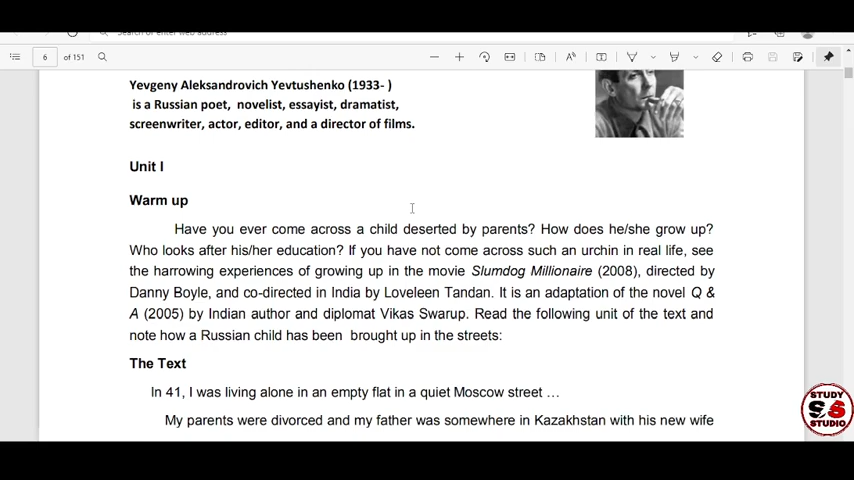 Search or enter web address
6 of 151
Yevgeny Aleksandrovich Yevtushenko (1933- )
is a Russian poet, novelist, essayist, dramatist,
screenwriter, actor, editor, and a director of films.
Unit I
Warm up
Have you ever come across a child deserted by parents? How does he/she grow up?
Who looks after his/her education? If you have not come across such an urchin in real life, see
the harrowing experiences of growing up in the movie Slumdog Millionaire (2008), directed by
Danny Boyle, and co-directed in India by Loveleen Tandan. It is an adaptation of the novel Q &
A (2005) by Indian author and diplomat Vikas Swarup. Read the following unit of the text and
note how a Russian child has been brought up in the streets:
The Text
In 41, I was living alone in an empty flat in a quiet Moscow street …
My parents were divorced and my father was somewhere in Kazakhstan with his new wife
STUDY
SS
STUDIO